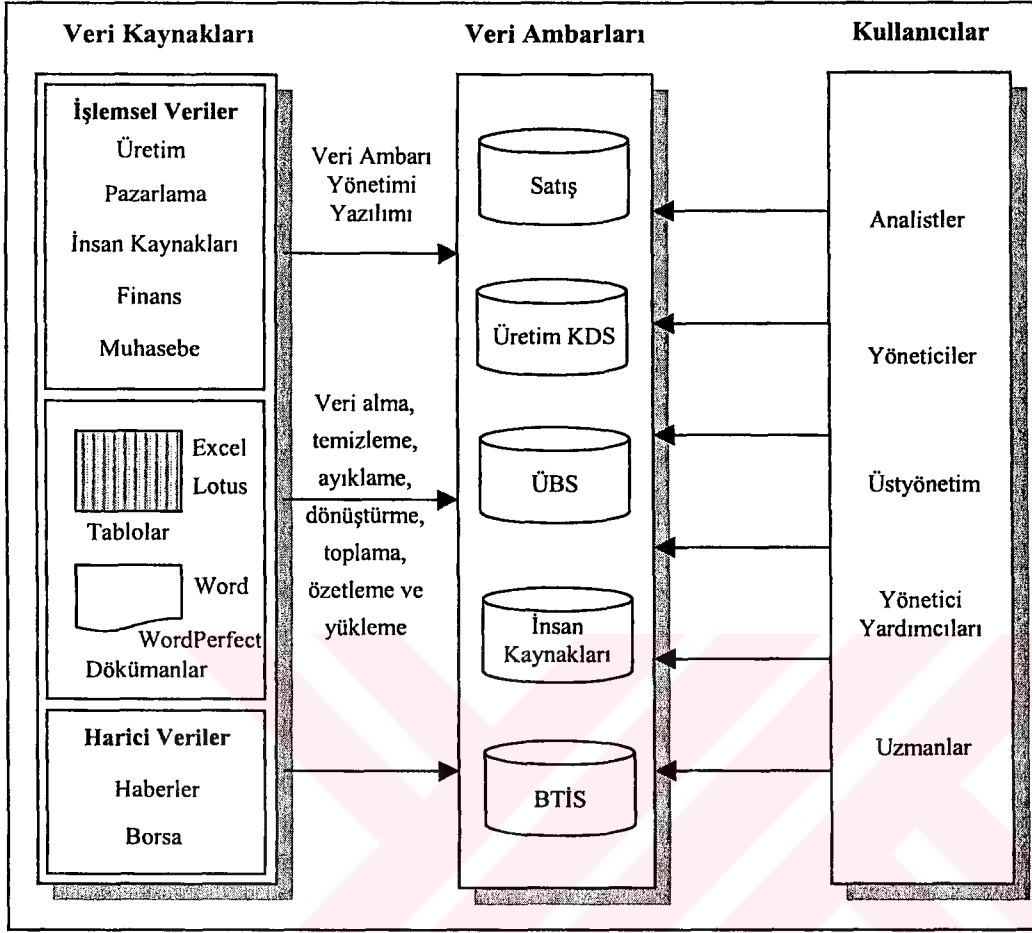 Veri Kaynakları
İşlemsel Veriler
Üretim
Pazarlama
İnsan Kaynakları
Finans
Muhasebe
Excel
Lotus
Tablolar
Word
WordPerfect
Dökümanlar
Harici Veriler
Haberler
Borsa
Veri Ambarı
Yönetimi
Yazılımı
Veri alma,
temizleme,
ayıklame,
dönüştürme,
toplama,
özetleme ve
yükleme
Veri Ambarları
Satış
Üretim KDS
ÜBS
İnsan
Kaynakları
BTİS
Kullanıcılar
Analistler
Yöneticiler
Üstyönetim
Yönetici
Yardımcıları
Uzmanlar